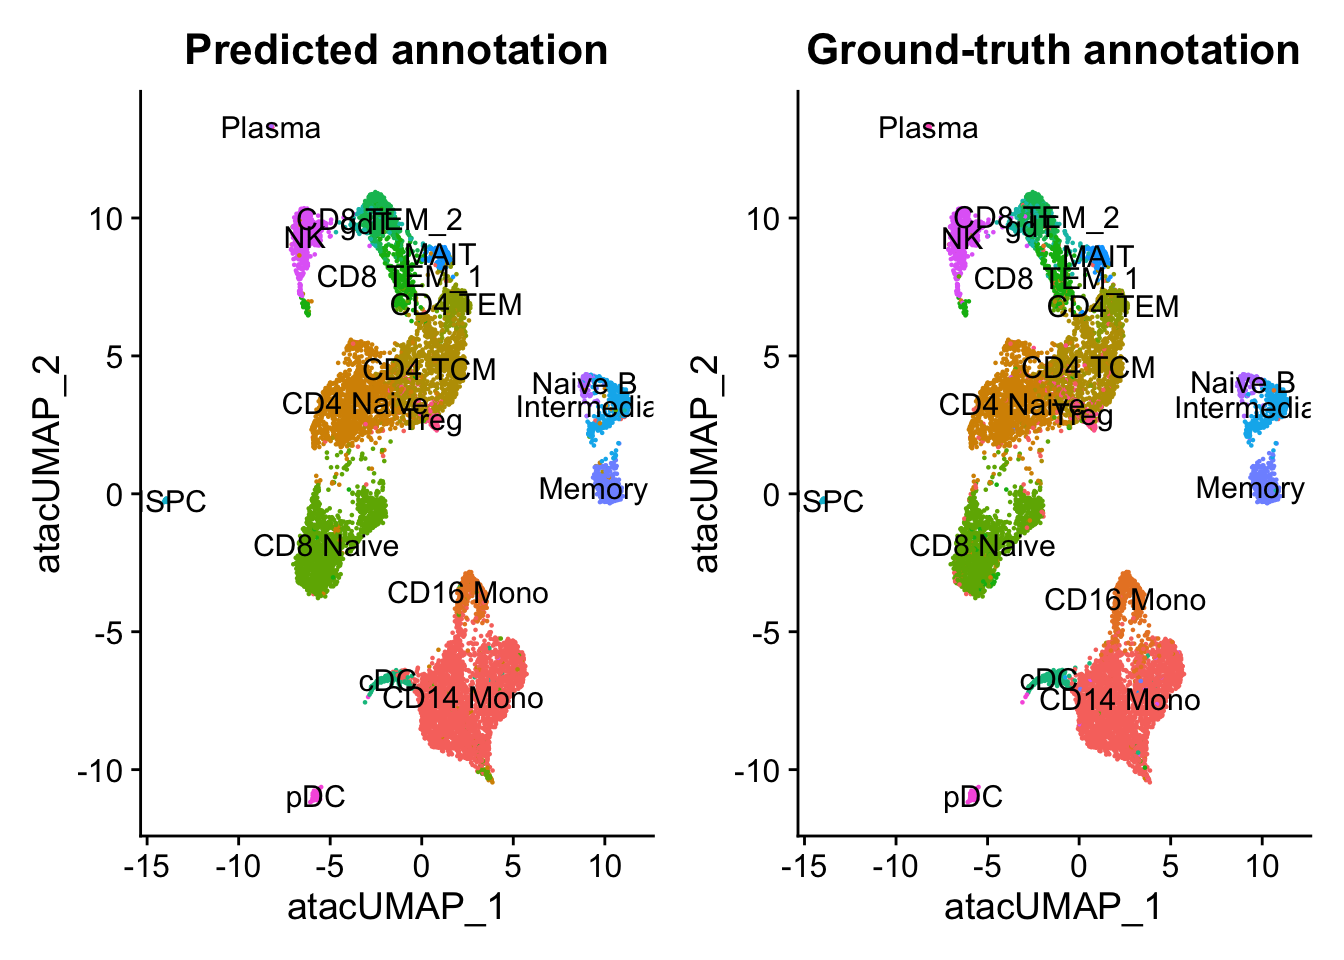 Predicted annotation
Ground-truth annotation
atacUMAP_2
10
5
0
-5
-10
Plasma
CD8 TEM_2
gdT
NK
MAIT
CD8 TEM_1
CD4 TEM
CD4 TCM
CD4 Naive
Treg
Naive B
Intermedia
Memory
SPC
CD8 Naive
CD16 Mono
cDC
CD14 Mono
pDC
-15 -10 -5 0 5 10
atacUMAP_1
atacUMAP_2
10
5
0
-5
-10
Plasma
CD8 TEM_2
gdT
NK
MAIT
CD8 TEM_1
CD4 TEM
CD4 TCM
CD4 Naive
Treg
Naive B
Intermedia
Memory
SPC
CD8 Naive
CD16 Mono
cDC
CD14 Mono
pDC
-15 -10 -5 0 5 10
atacUMAP_1